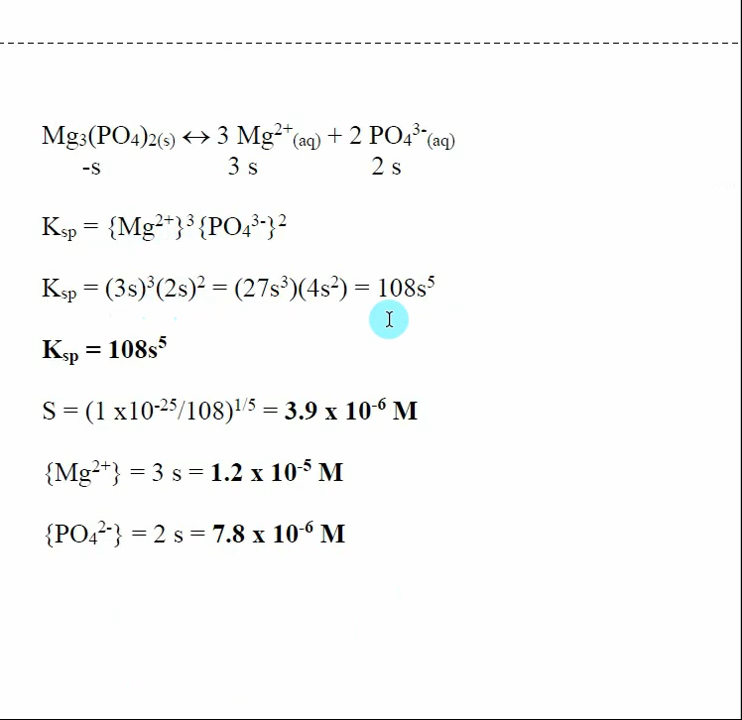 Mg₃(PO₄)₂₍ₛ₎ ↔ 3 Mg²⁺(aq) + 2 PO₄³⁻(aq)
-s 3 s 2 s
Kₛₚ = {Mg²⁺}³{PO₄³⁻}²
Kₛₚ = (3s)³(2s)² = (27s³)(4s²) = 108s⁵
Kₛₚ = 108s⁵
S = (1 x10⁻²⁵/108)¹ᐟ⁵ = 3.9 x 10⁻⁶ M
{Mg²⁺} = 3 s = 1.2 x 10⁻⁵ M
{PO₄²⁻} = 2 s = 7.8 x 10⁻⁶ M